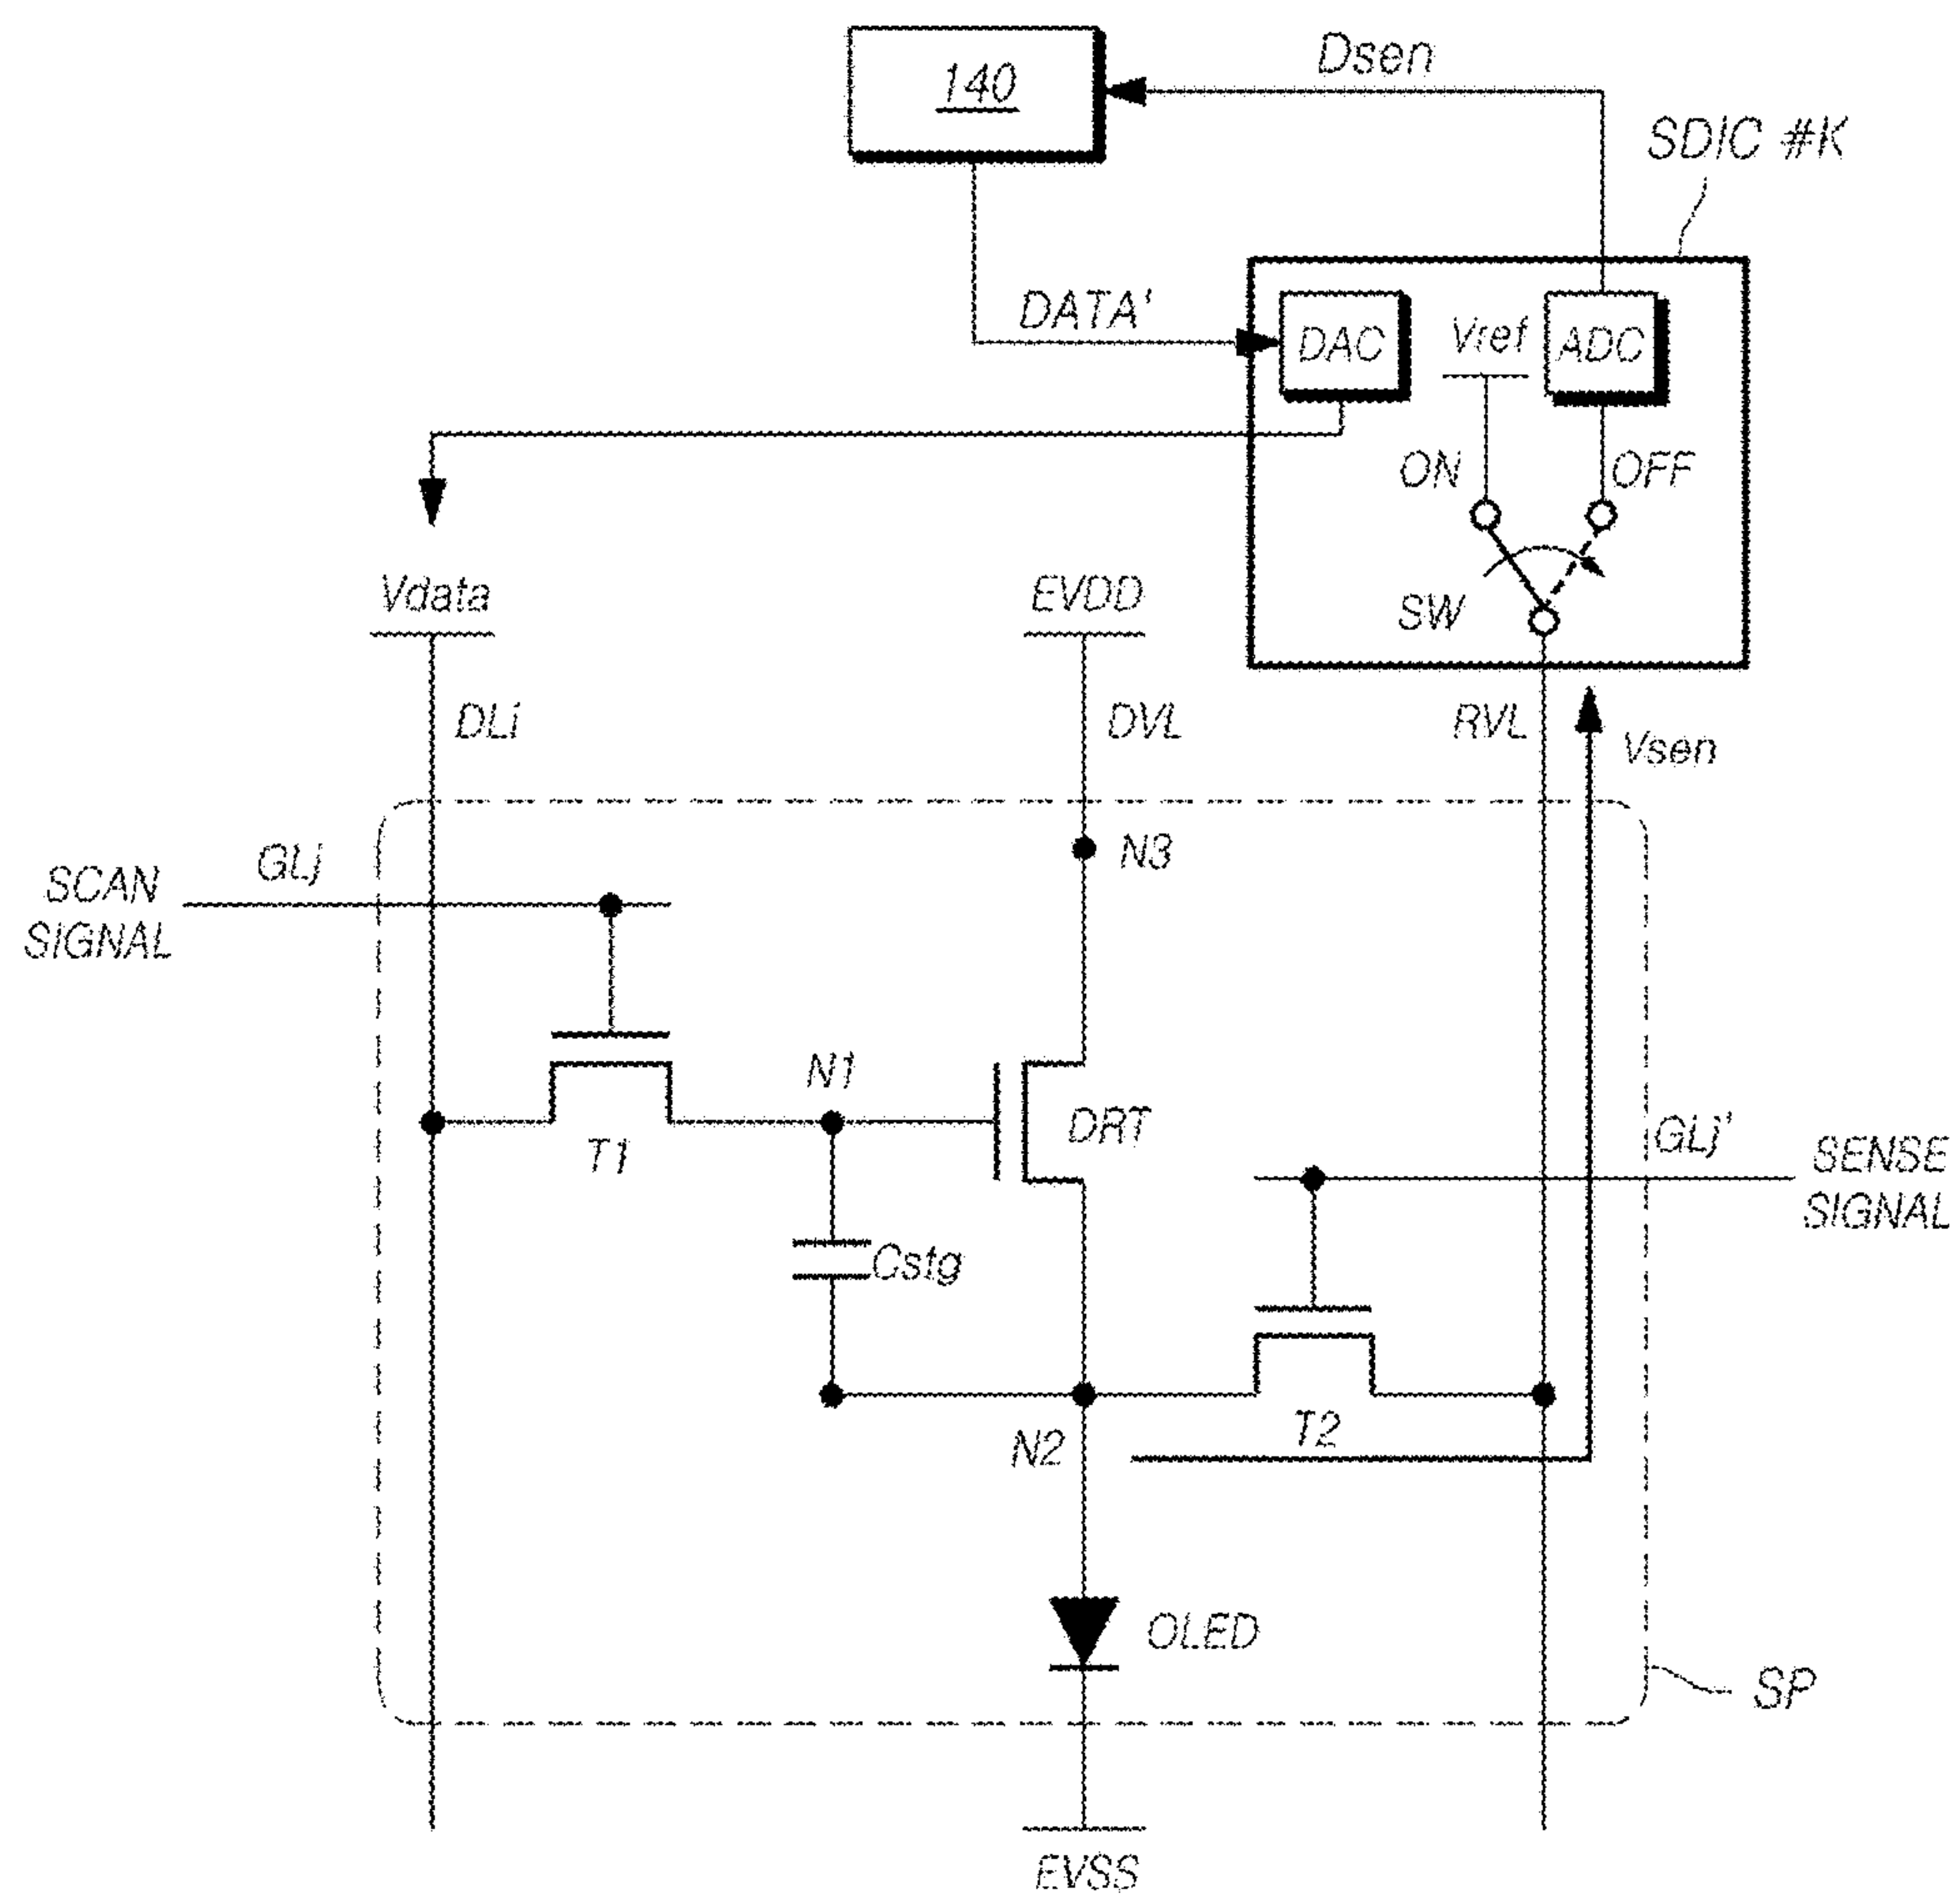 140
Dsen
SDIC #K
DATA'
DAC
Vref
ADC
ON
OFF
SW
Vdata
EVDD
DLi
DVL
RVL
Vsen
N3
GLj
SCAN
SIGNAL
N1
T1
DRT
GLj'
SENSE
SIGNAL
Cstg
T2
N2
OLED
SP
EVSS